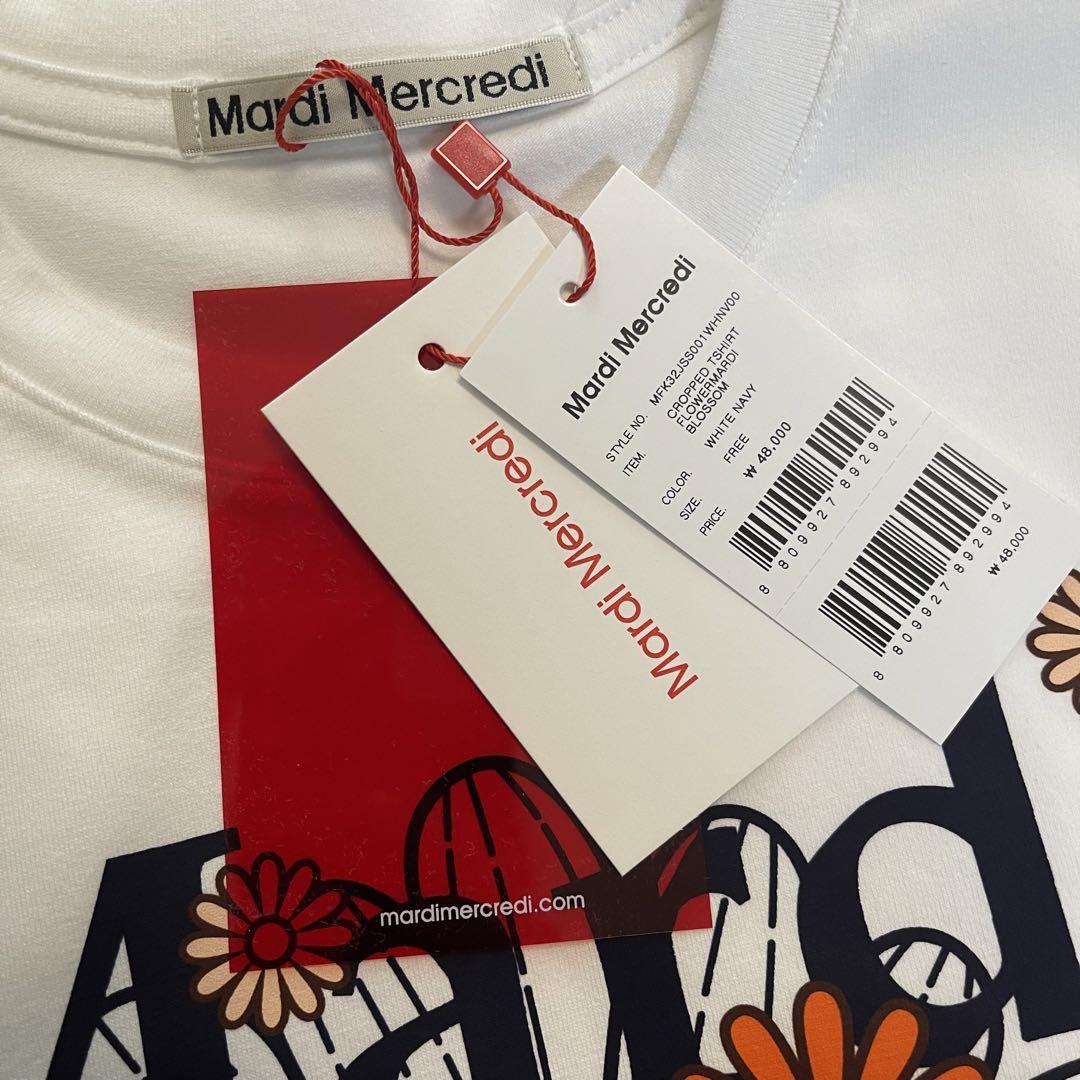 Mardi Mercredi
Mardi Mercredi
STYLE NO. MFK32JSS001WHNV00
ITEM. CROPPED TSHIRT
FLOWERMARDI
BLOSSOM
COLOR. WHITE NAVY
SIZE. FREE
PRICE. ₩ 48,000
8 809927 892994
8 809927 892994
₩ 48,000
Mardi Mercredi
mardimercredi.com